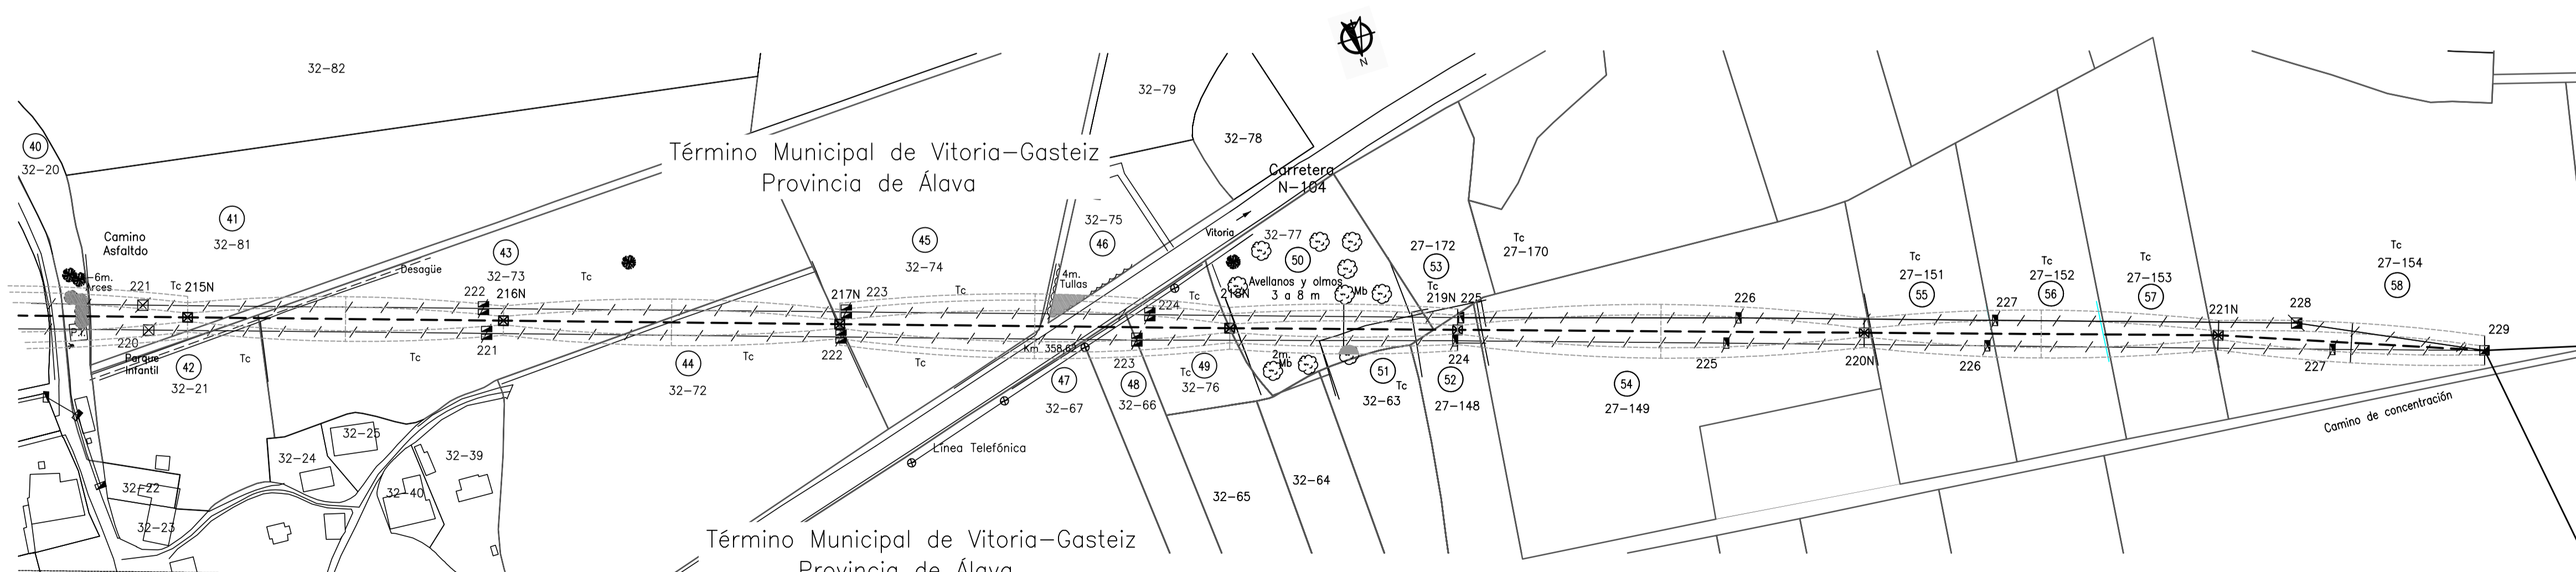 N
32-82
32-79
32-78
Término Municipal de Vitoria-Gasteiz
Provincia de Álava
40
32-20
41
32-81
Camino
Asfaltdo
-6m.
Arces
221
Tc
215N
220
Parque
Infantil
42
32-21
Tc
43
32-73
Tc
Desagüe
222
216N
221
Tc
44
32-72
Tc
45
32-74
Tc
217N
223
222
Tc
32-75
46
4m.
Tullas
Carretera
N-104
Vitoria
32-77
50
Avellanos y olmos
3 a 8 m
Mb
224
Tc
218N
Km. 358,62
47
32-67
223
48
32-66
49
Tc
32-76
2m.
Mb
51
Tc
32-63
27-172
53
Tc
219N
225
224
52
27-148
Tc
27-170
226
225
54
27-149
Tc
27-151
55
220N
227
226
Tc
27-152
56
Tc
27-153
57
221N
228
227
Tc
27-154
58
229
Camino de concentración
32-22
32-23
32-24
32-25
32-40
32-39
Línea Telefónica
32-65
32-64
Término Municipal de Vitoria-Gasteiz
Provincia de Álava